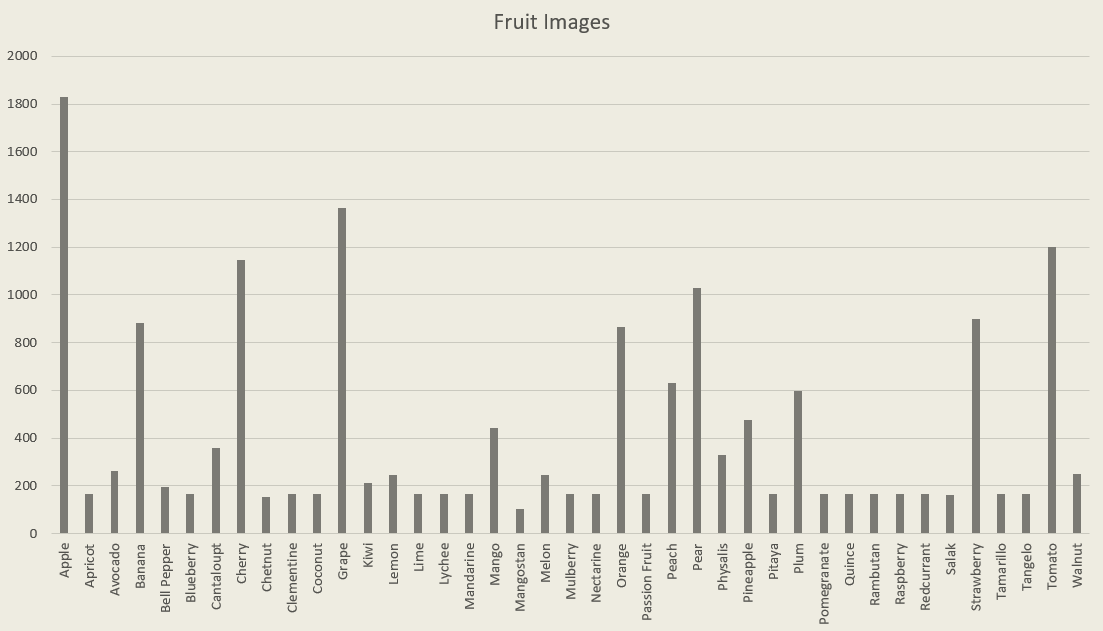 Fruit Images
2000
1800
1600
1400
1200
1000
800
600
400
200
0
Apple
Apricot
Avocado
Banana
Bell Pepper
Blueberry
Cantaloupt
Cherry
Chetnut
Clementine
Coconut
Grape
Kiwi
Lemon
Lime
Lychee
Mandarine
Mango
Mangostan
Melon
Mulberry
Nectarine
Orange
Passion Fruit
Peach
Pear
Physalis
Pineapple
Pitaya
Plum
Pomegranate
Quince
Rambutan
Raspberry
Redcurrant
Salak
Strawberry
Tamarillo
Tangelo
Tomato
Walnut